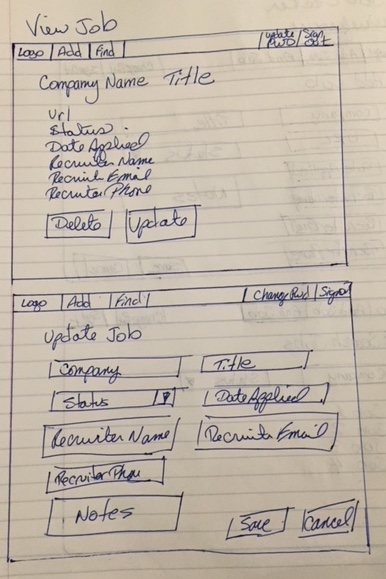 View Job
Logo Add Find Update PWD Sign Out
Company Name Title
Url
Status
Date Applied
Recruiter Name
Recruit Email
Recruiter Phone
Delete Update
Logo Add Find Change Pwd Signout
Update Job
Company Title
Status Date Applied
Recruiter Name Recruiter Email
Recruiter Phone
Notes Save Cancel